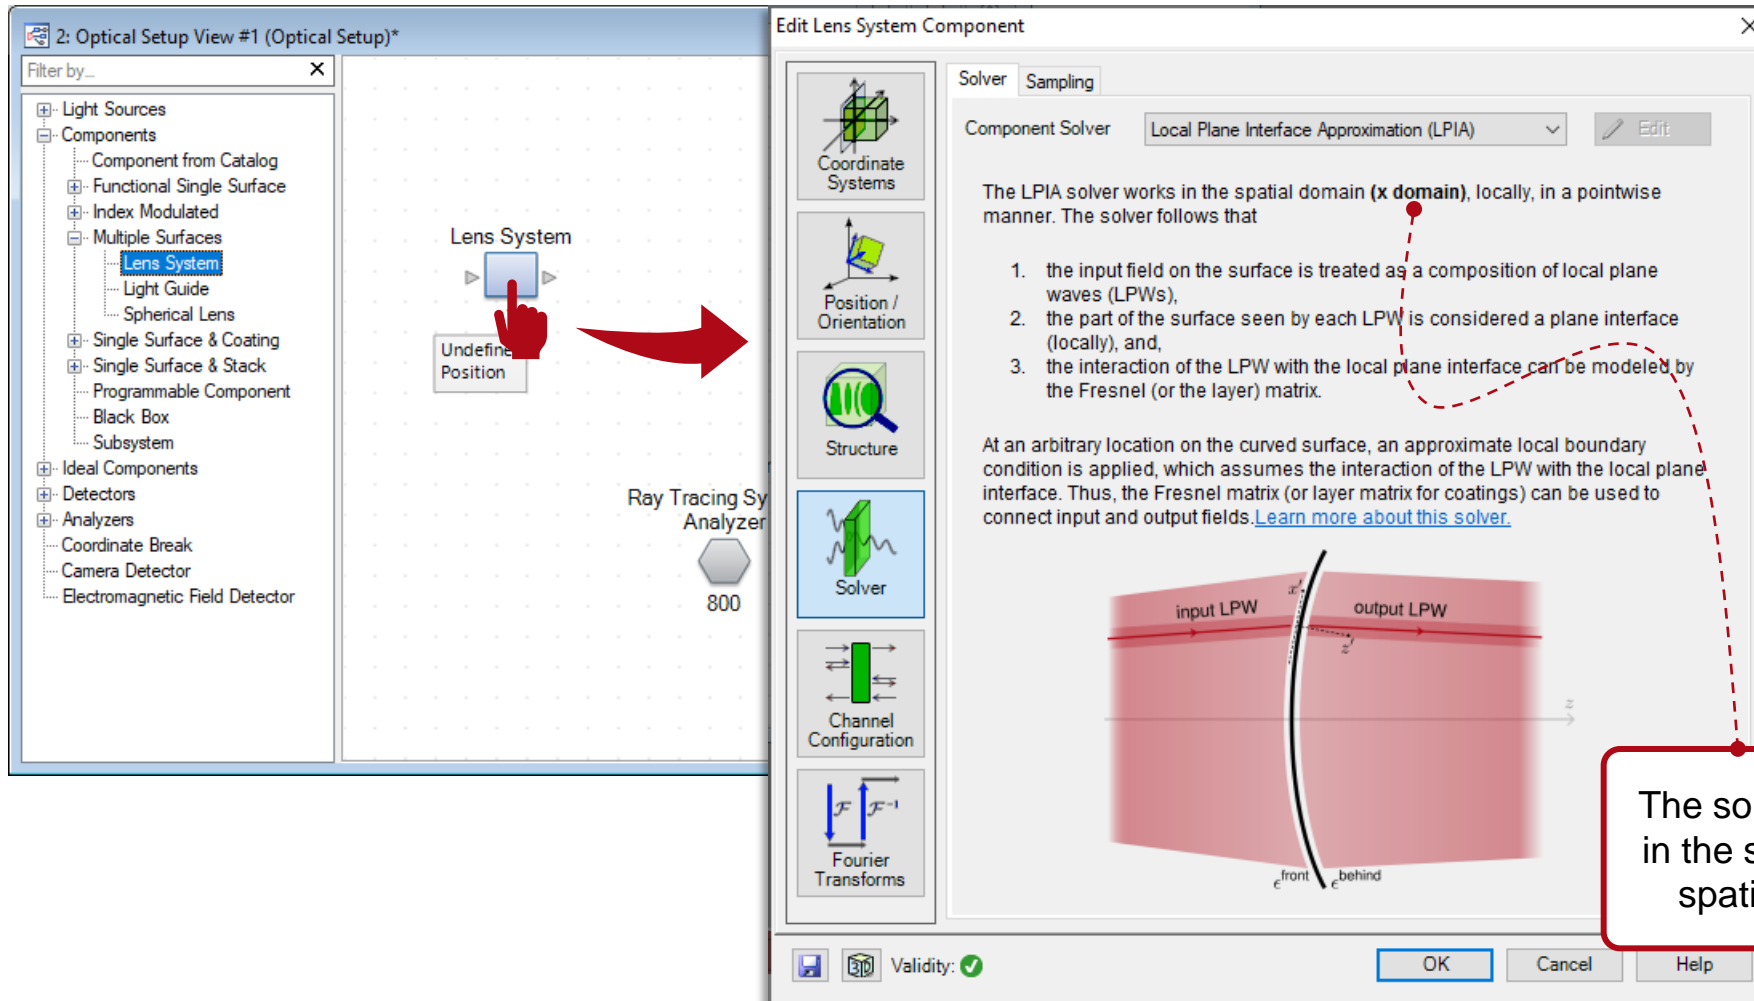 2: Optical Setup View #1 (Optical Setup)*
Filter by...
Light Sources
Components
Component from Catalog
Functional Single Surface
Index Modulated
Multiple Surfaces
Lens System
Light Guide
Spherical Lens
Single Surface & Coating
Single Surface & Stack
Programmable Component
Black Box
Subsystem
Ideal Components
Detectors
Analyzers
Coordinate Break
Camera Detector
Electromagnetic Field Detector
Lens System
Undefine
Position
Ray Tracing Sy
Analyzer
800
Edit Lens System Component
Coordinate
Systems
Position /
Orientation
Structure
Solver
Channel
Configuration
Fourier
Transforms
Solver Sampling
Component Solver Local Plane Interface Approximation (LPIA) Edit
The LPIA solver works in the spatial domain (x domain), locally, in a pointwise
manner. The solver follows that
1. the input field on the surface is treated as a composition of local plane
waves (LPWs),
2. the part of the surface seen by each LPW is considered a plane interface
(locally), and,
3. the interaction of the LPW with the local plane interface can be modeled by
the Fresnel (or the layer) matrix.
At an arbitrary location on the curved surface, an approximate local boundary
condition is applied, which assumes the interaction of the LPW with the local plane
interface. Thus, the Fresnel matrix (or layer matrix for coatings) can be used to
connect input and output fields. Learn more about this solver.
input LPW x′ output LPW
z′
z
ϵfront ϵbehind
The so
in the s
spati
3D Validity:
OK Cancel Help
ℱ ℱ⁻¹